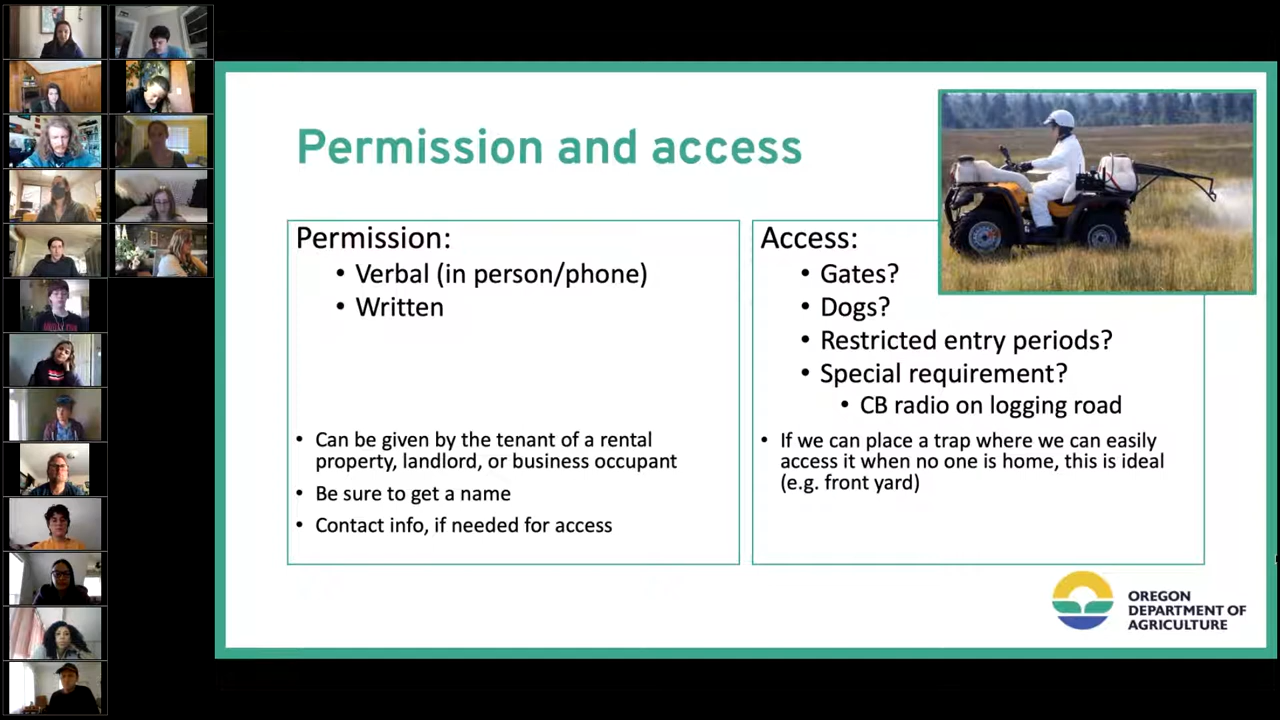 Permission and access
Permission:
• Verbal (in person/phone)
• Written
• Can be given by the tenant of a rental
property, landlord, or business occupant
• Be sure to get a name
• Contact info, if needed for access
Access:
• Gates?
• Dogs?
• Restricted entry periods?
• Special requirement?
• CB radio on logging road
• If we can place a trap where we can easily
access it when no one is home, this is ideal
(e.g. front yard)
OREGON
DEPARTMENT OF
AGRICULTURE